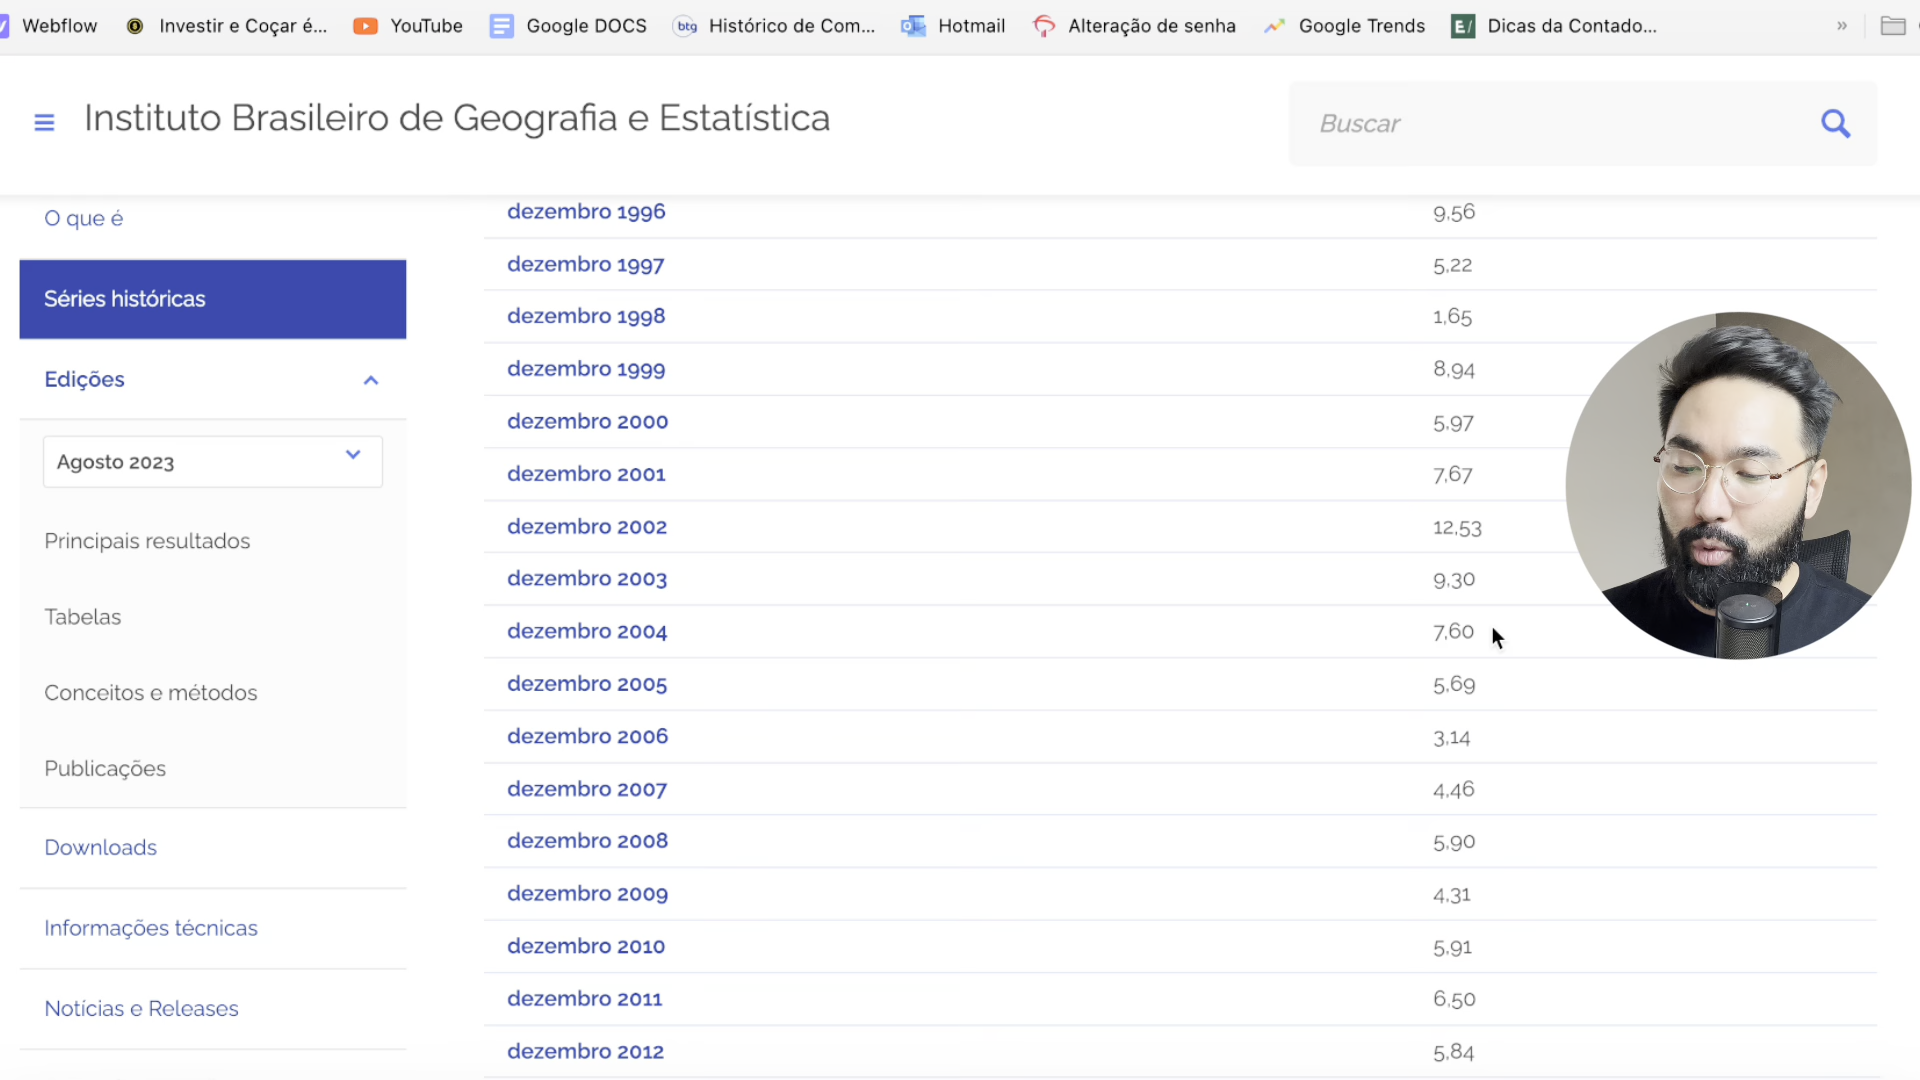 Webflow
Investir e Coçar é...
YouTube
Google DOCS
btg
Histórico de Com...
Hotmail
Alteração de senha
Google Trends
E/
Dicas da Contado...
»
Instituto Brasileiro de Geografia e Estatística
Buscar
O que é
Séries históricas
Edições
Agosto 2023
Principais resultados
Tabelas
Conceitos e métodos
Publicações
Downloads
Informações técnicas
Notícias e Releases
dezembro 1996 9,56
dezembro 1997 5,22
dezembro 1998 1,65
dezembro 1999 8,94
dezembro 2000 5,97
dezembro 2001 7,67
dezembro 2002 12,53
dezembro 2003 9,30
dezembro 2004 7,60
dezembro 2005 5,69
dezembro 2006 3,14
dezembro 2007 4,46
dezembro 2008 5,90
dezembro 2009 4,31
dezembro 2010 5,91
dezembro 2011 6,50
dezembro 2012 5,84